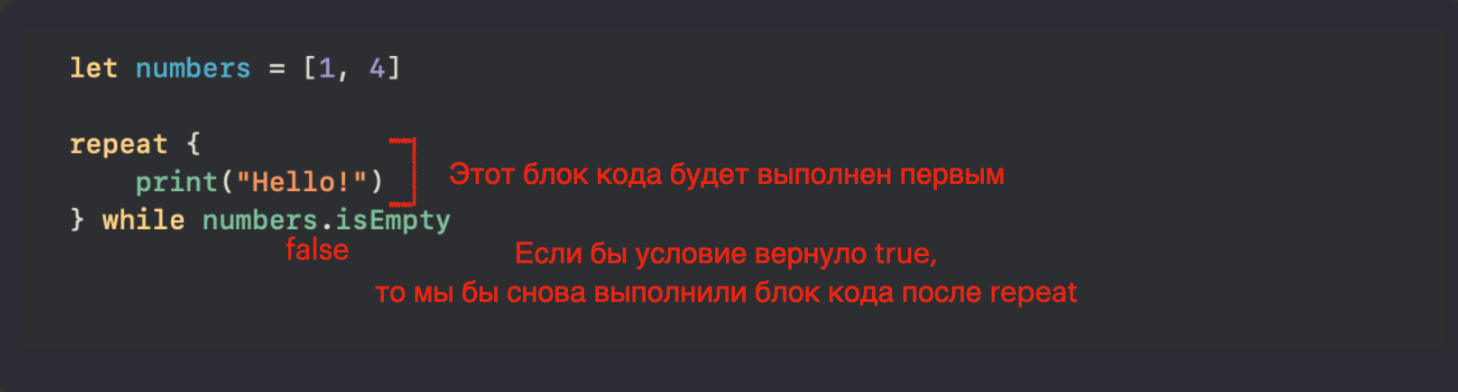 let numbers = [1, 4]
repeat {
print("Hello!")
Этот блок кода будет выполнен первым
} while numbers.isEmpty
false
Если бы условие вернуло true,
то мы бы снова выполнили блок кода после repeat